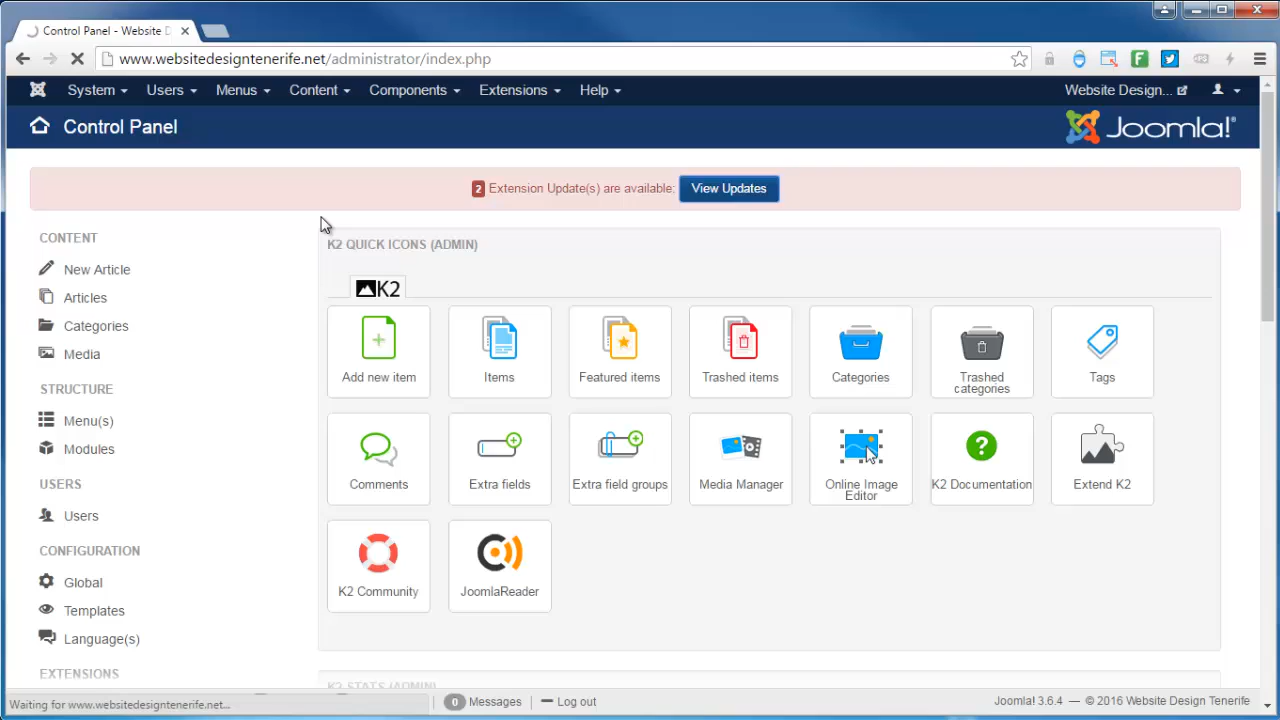 Control Panel - Website D
www.websitedesigntenerife.net/administrator/index.php
System Users Menus Content Components Extensions Help Website Design...
Control Panel Joomla!®
2 Extension Update(s) are available: View Updates
CONTENT
New Article
Articles
Categories
Media
STRUCTURE
Menu(s)
Modules
USERS
Users
CONFIGURATION
Global
Templates
Language(s)
EXTENSIONS
K2 QUICK ICONS (ADMIN)
K2
Add new item
Items
Featured items
Trashed items
Categories
Trashed
categories
Tags
Comments
Extra fields
Extra field groups
Media Manager
Online Image
Editor
K2 Documentation
Extend K2
K2 Community
JoomlaReader
K2 STATS (ADMIN)
Waiting for www.websitedesigntenerife.net...
0 Messages Log out
Joomla! 3.6.4 — © 2016 Website Design Tenerife